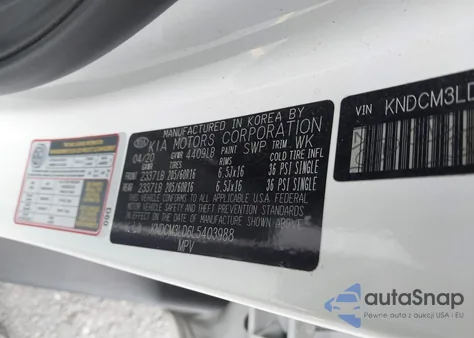 MANUFACTURED IN KOREA BY
KIA MOTORS CORPORATION
04/20 GVWR 4409LB PAINT SWP TRIM WK
RIMS COLD TIRE INFL
FRONT 2337LB 205/60R16 6.5Jx16 36 PSI SINGLE
REAR 2337LB 205/60R16 6.5Jx16 36 PSI SINGLE
THIS VEHICLE CONFORMS TO ALL APPLICABLE U.S.A FEDERAL
MOTOR VEHICLE SAFETY AND THEFT PREVENTION STANDARDS
IN EFFECT ON THE DATE OF MANUFACTURE SHOWN ABOVE.
KNDCM3LD6L5403988
MPV
VIN KNDCM3LD
060
autoSnap
Pewne auta z aukcji USA i EU